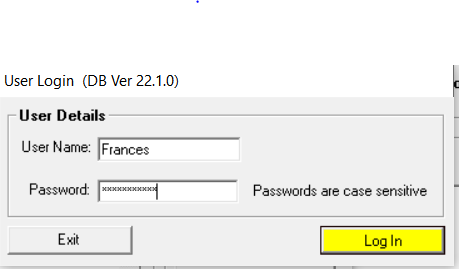 User Login (DB Ver 22.1.0)
User Details
User Name: Frances
Password: ***********
Passwords are case sensitive
Exit
Log In